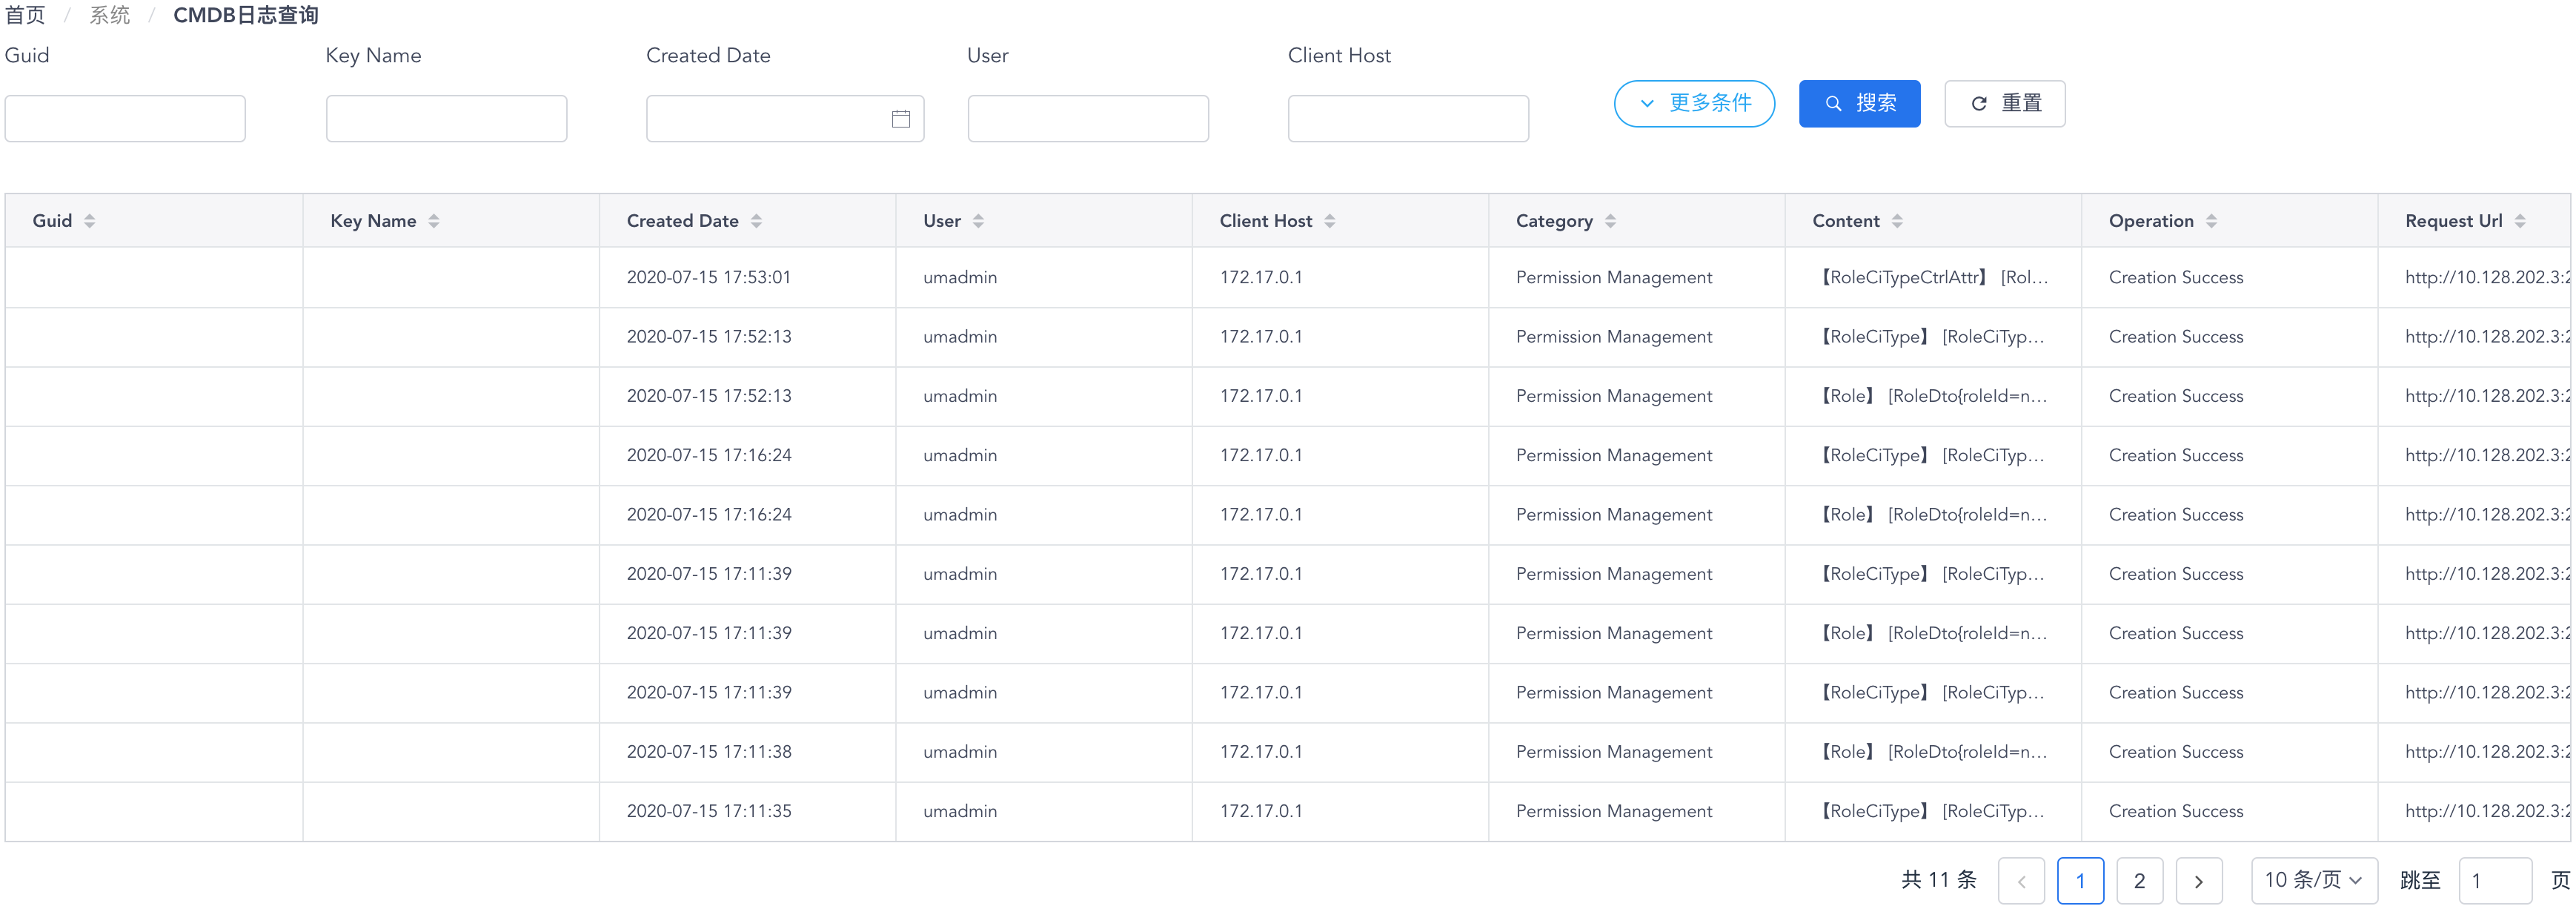 首页 / 系统 / CMDB日志查询
Guid Key Name Created Date User Client Host
更多条件 搜索 重置
Guid Key Name Created Date User Client Host Category Content Operation Request Url
2020-07-15 17:53:01 umadmin 172.17.0.1 Permission Management 【RoleCiTypeCtrlAttr】 [Rol... Creation Success http://10.128.202.3:2
2020-07-15 17:52:13 umadmin 172.17.0.1 Permission Management 【RoleCiType】 [RoleCiTyp... Creation Success http://10.128.202.3:2
2020-07-15 17:52:13 umadmin 172.17.0.1 Permission Management 【Role】 [RoleDto{roleId=n... Creation Success http://10.128.202.3:2
2020-07-15 17:16:24 umadmin 172.17.0.1 Permission Management 【RoleCiType】 [RoleCiTyp... Creation Success http://10.128.202.3:2
2020-07-15 17:16:24 umadmin 172.17.0.1 Permission Management 【Role】 [RoleDto{roleId=n... Creation Success http://10.128.202.3:2
2020-07-15 17:11:39 umadmin 172.17.0.1 Permission Management 【RoleCiType】 [RoleCiTyp... Creation Success http://10.128.202.3:2
2020-07-15 17:11:39 umadmin 172.17.0.1 Permission Management 【Role】 [RoleDto{roleId=n... Creation Success http://10.128.202.3:2
2020-07-15 17:11:39 umadmin 172.17.0.1 Permission Management 【RoleCiType】 [RoleCiTyp... Creation Success http://10.128.202.3:2
2020-07-15 17:11:38 umadmin 172.17.0.1 Permission Management 【Role】 [RoleDto{roleId=n... Creation Success http://10.128.202.3:2
2020-07-15 17:11:35 umadmin 172.17.0.1 Permission Management 【RoleCiType】 [RoleCiTyp... Creation Success http://10.128.202.3:2
共 11 条 1 2 10 条/页 跳至 1 页